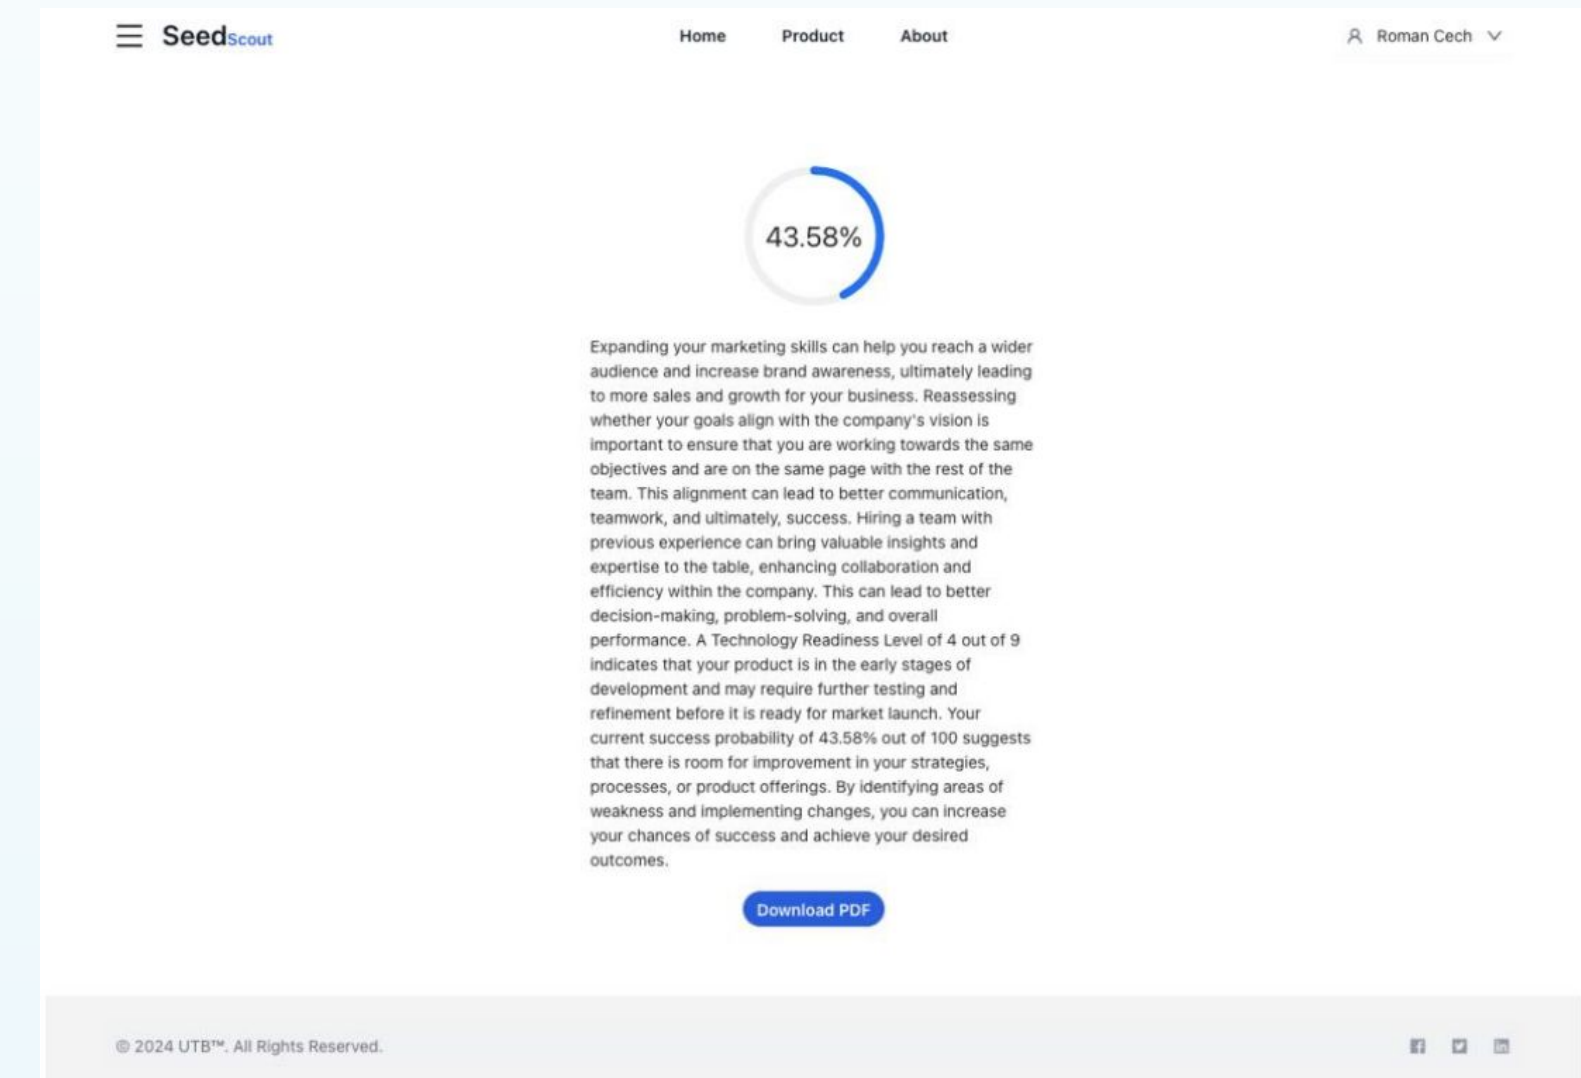 SeedScout
Home Product About
Roman Cech
43.58%
Expanding your marketing skills can help you reach a wider
audience and increase brand awareness, ultimately leading
to more sales and growth for your business. Reassessing
whether your goals align with the company's vision is
important to ensure that you are working towards the same
objectives and are on the same page with the rest of the
team. This alignment can lead to better communication,
teamwork, and ultimately, success. Hiring a team with
previous experience can bring valuable insights and
expertise to the table, enhancing collaboration and
efficiency within the company. This can lead to better
decision-making, problem-solving, and overall
performance. A Technology Readiness Level of 4 out of 9
indicates that your product is in the early stages of
development and may require further testing and
refinement before it is ready for market launch. Your
current success probability of 43.58% out of 100 suggests
that there is room for improvement in your strategies,
processes, or product offerings. By identifying areas of
weakness and implementing changes, you can increase
your chances of success and achieve your desired
outcomes.
Download PDF
© 2024 UTB™. All Rights Reserved.